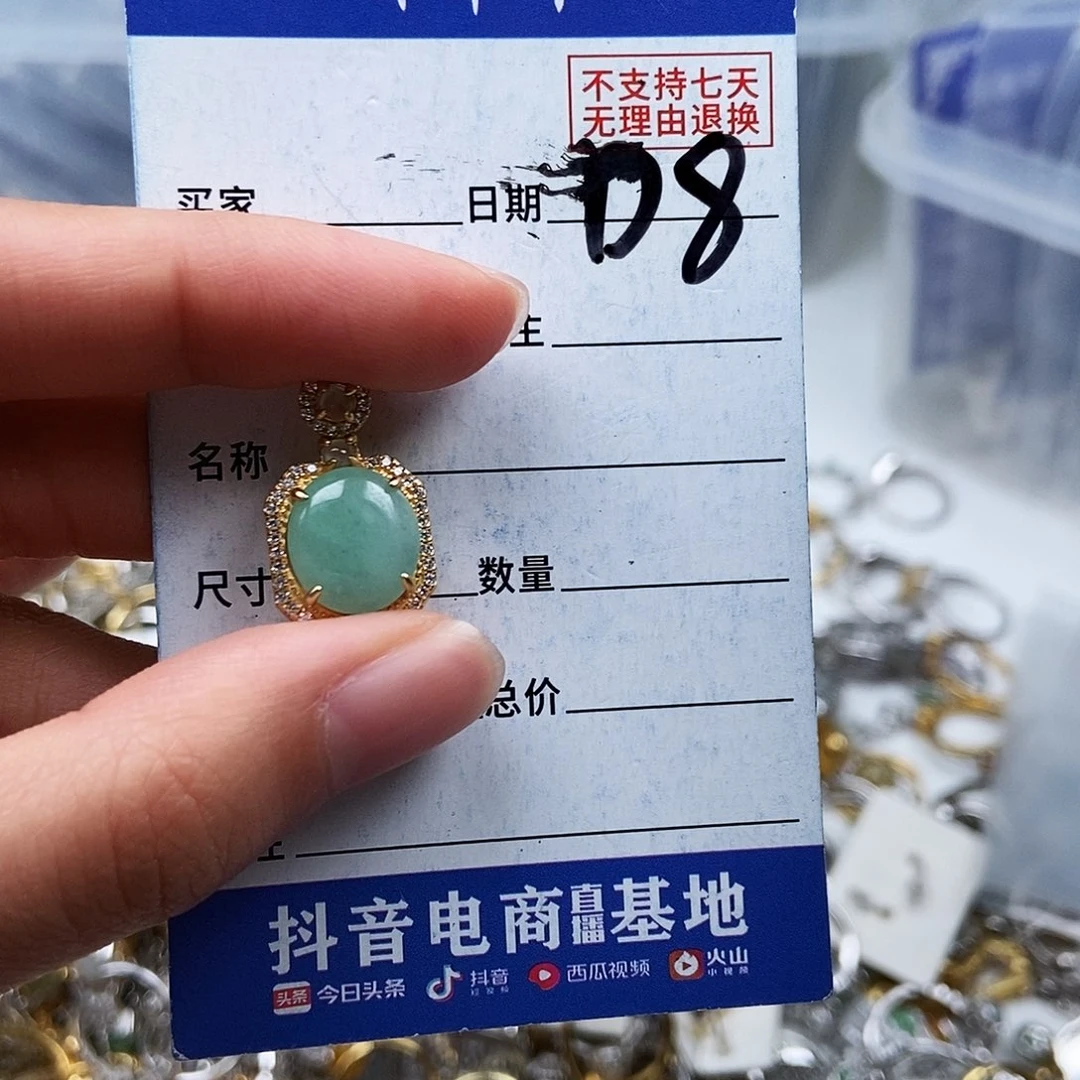 不支持七天
无理由退换
买家 日期 D8
主
名称
尺寸 数量
总价
抖音电商直播基地
头条 今日头条 抖音 西瓜视频 火山